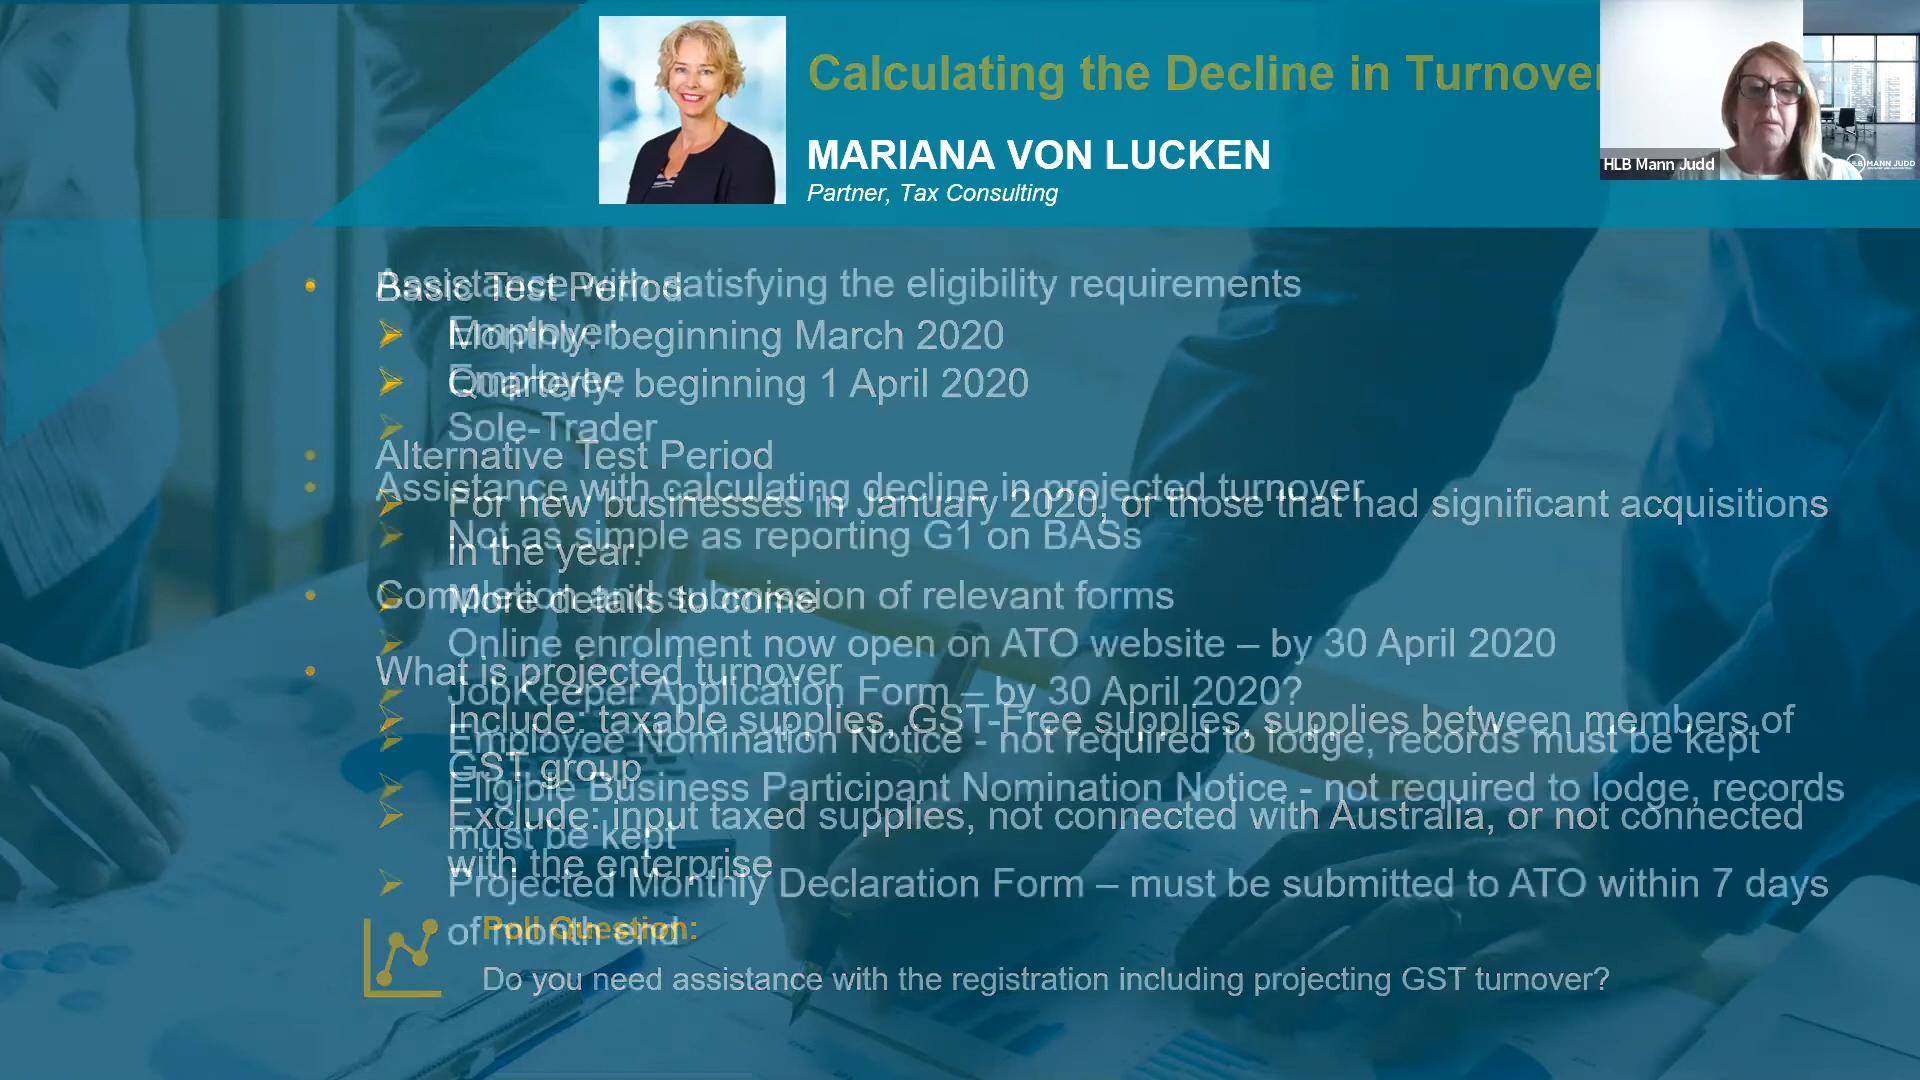 Calculating the Decline in Turnover
MARIANA VON LUCKEN
Partner, Tax Consulting
HLB Mann Judd
HLB MANN JUDD
Basic Test Period
Monthly: beginning March 2020
Quarterly: beginning 1 April 2020
Alternative Test Period
For new businesses in January 2020, or those that had significant acquisitions
in the year.
More details to come
What is projected turnover
Include: taxable supplies, GST-Free supplies, supplies between members of
GST group
Exclude: input taxed supplies, not connected with Australia, or not connected
with the enterprise
Assistance with satisfying the eligibility requirements
Employer
Employee
Sole-Trader
Assistance with calculating decline in projected turnover
Not as simple as reporting G1 on BASs
Completion and submission of relevant forms
Online enrolment now open on ATO website – by 30 April 2020
JobKeeper Application Form – by 30 April 2020?
Employee Nomination Notice - not required to lodge, records must be kept
Eligible Business Participant Nomination Notice - not required to lodge, records
must be kept
Projected Monthly Declaration Form – must be submitted to ATO within 7 days
of month end
Poll Question:
Do you need assistance with the registration including projecting GST turnover?